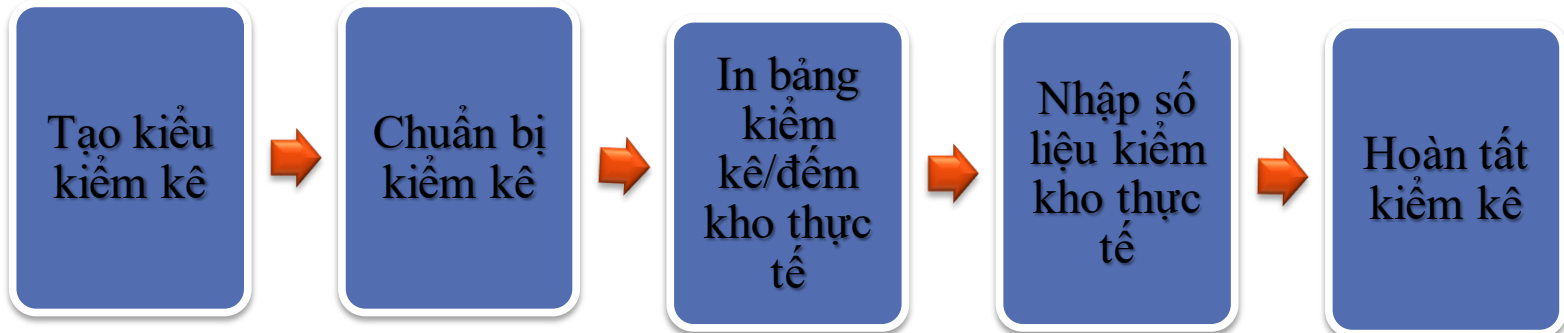 Tạo kiểu
kiểm kê
Chuẩn bị
kiểm kê
In bảng
kiểm
kê/đếm
kho thực
tế
Nhập số
liệu kiểm
kho thực
tế
Hoàn tất
kiểm kê